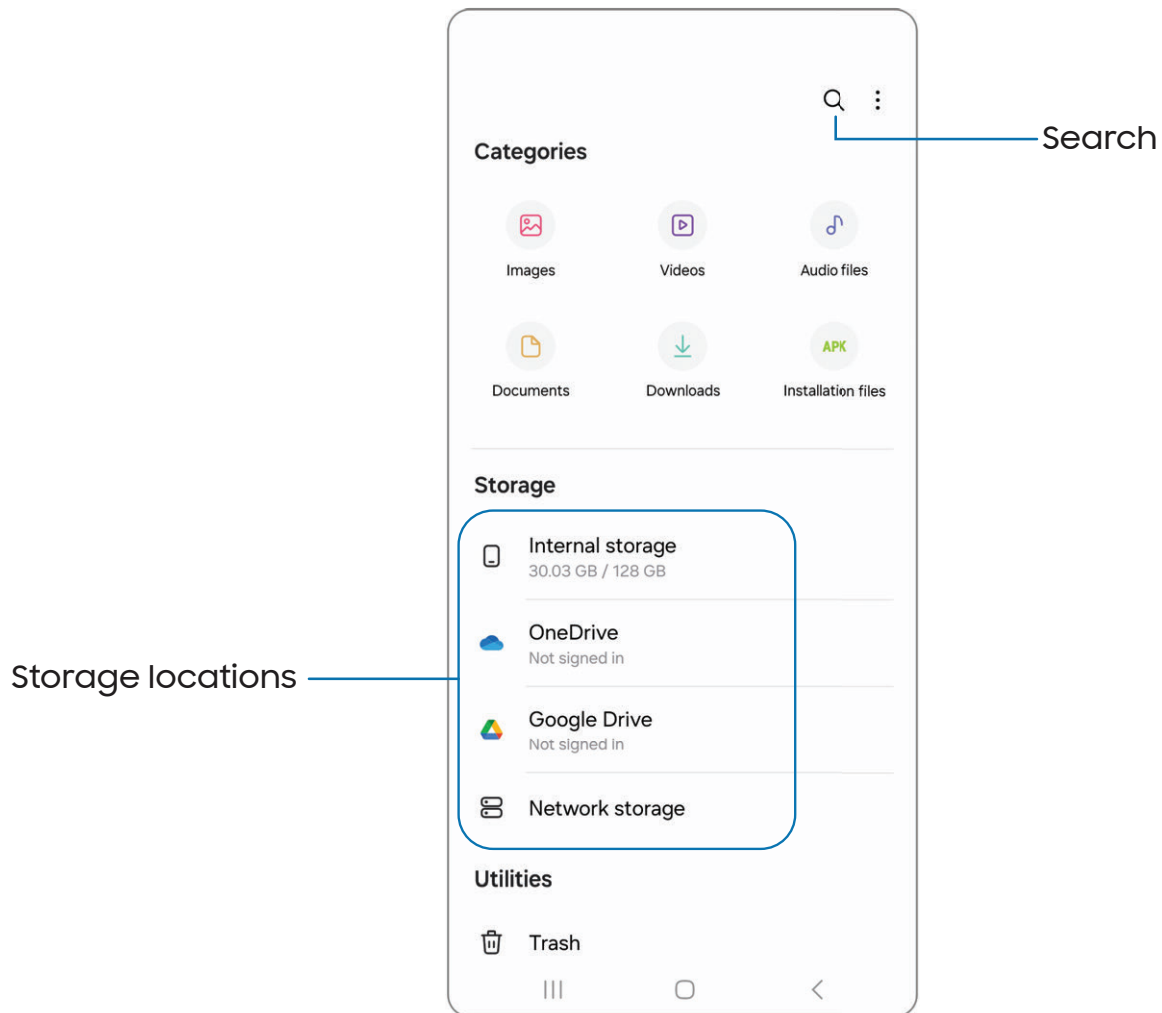 Search
Categories
Images
Videos
Audio files
Documents
Downloads
APK
Installation files
Storage
Internal storage
30.03 GB / 128 GB
OneDrive
Not signed in
Storage locations
Google Drive
Not signed in
Network storage
Utilities
Trash